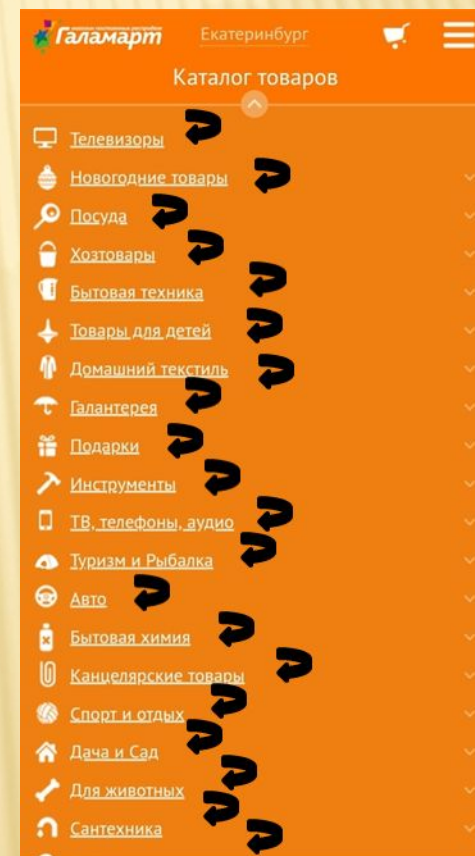 Галамарт
Екатеринбург
Каталог товаров
Телевизоры
Новогодние товары
Посуда
Хозтовары
Бытовая техника
Товары для детей
Домашний текстиль
Галантерея
Подарки
Инструменты
ТВ, телефоны, аудио
Туризм и Рыбалка
Авто
Бытовая химия
Канцелярские товары
Спорт и отдых
Дача и Сад
Для животных
Сантехника